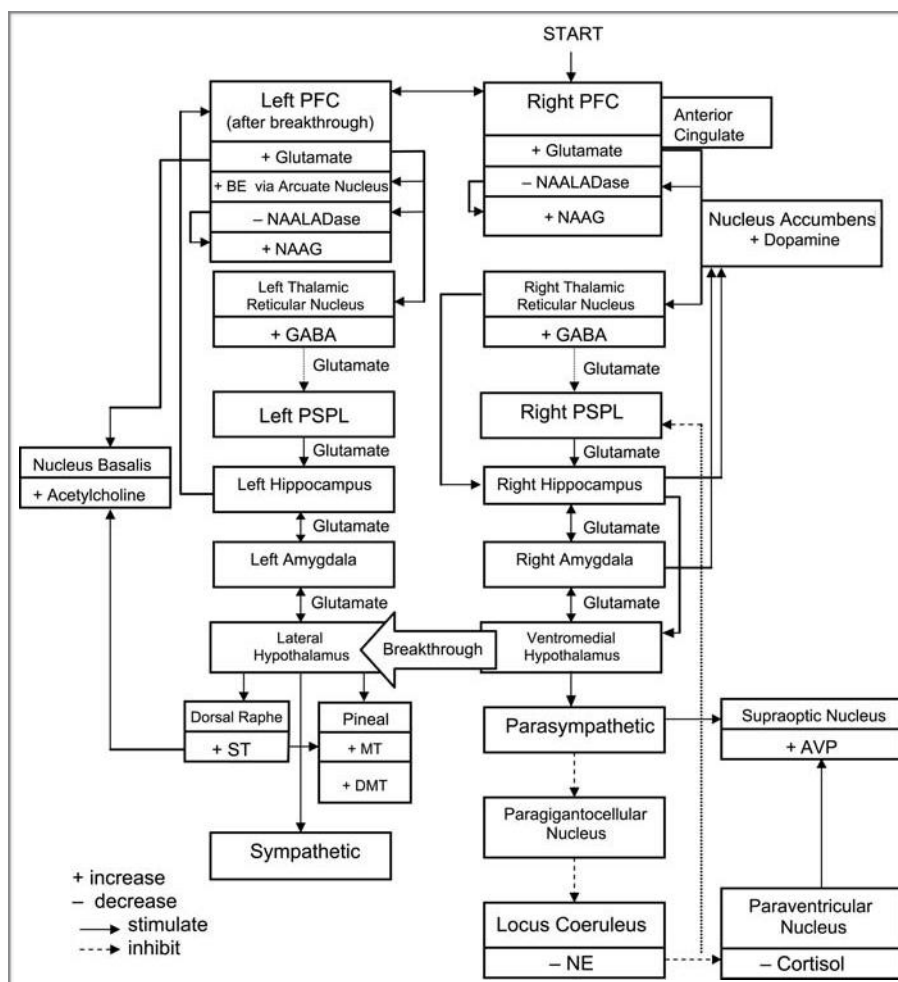 START
Left PFC
(after breakthrough)
+ Glutamate
+ BE via Arcuate Nucleus
– NAALADase
+ NAAG
Right PFC
+ Glutamate
– NAALADase
+ NAAG
Anterior
Cingulate
Nucleus Accumbens
+ Dopamine
Left Thalamic
Reticular Nucleus
+ GABA
Glutamate
Right Thalamic
Reticular Nucleus
+ GABA
Glutamate
Left PSPL
Glutamate
Right PSPL
Glutamate
Nucleus Basalis
+ Acetylcholine
Left Hippocampus
Glutamate
Right Hippocampus
Glutamate
Left Amygdala
Glutamate
Right Amygdala
Glutamate
Lateral
Hypothalamus
Breakthrough
Ventromedial
Hypothalamus
Dorsal Raphe
+ ST
Pineal
+ MT
+ DMT
Parasympathetic
Supraoptic Nucleus
+ AVP
Sympathetic
Paragigantocellular
Nucleus
Locus Coeruleus
– NE
Paraventricular
Nucleus
– Cortisol
+ increase
– decrease
stimulate
inhibit